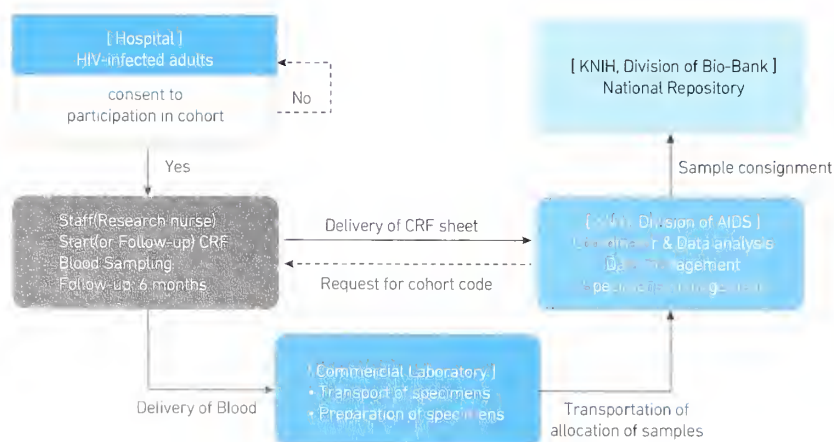 [ Hospital ]
HIV-infected adults
consent to
participation in cohort
No
Yes
[ KNIH, Division of Bio-Bank ]
National Repository
Sample consignment
Staff(Research nurse)
Start(or Follow-up) CRF
Blood Sampling
Follow-up: 6 months
Delivery of CRF sheet
Request for cohort code
Division of AIDS ]
& Data analysis
[ Commercial Laboratory ]
• Transport of specimens
• Preparation of specimens
Delivery of Blood
Transportation of
allocation of samples